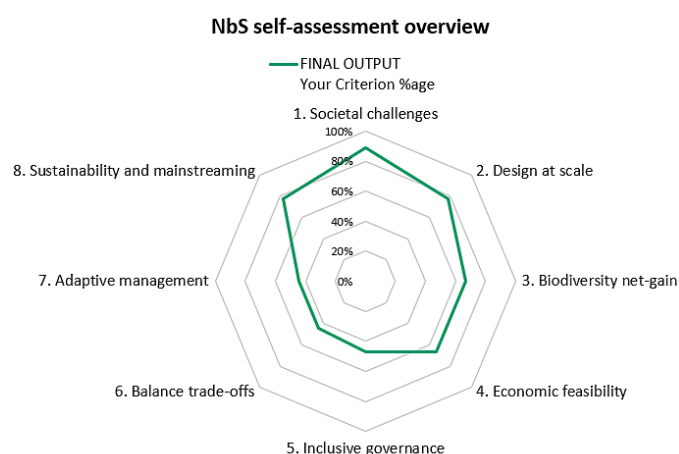 NbS self-assessment overview
FINAL OUTPUT
Your Criterion %age
1. Societal challenges
100%
8. Sustainability and mainstreaming
80%
2. Design at scale
60%
40%
20%
7. Adaptive management
0%
3. Biodiversity net-gain
6. Balance trade-offs
4. Economic feasibility
5. Inclusive governance